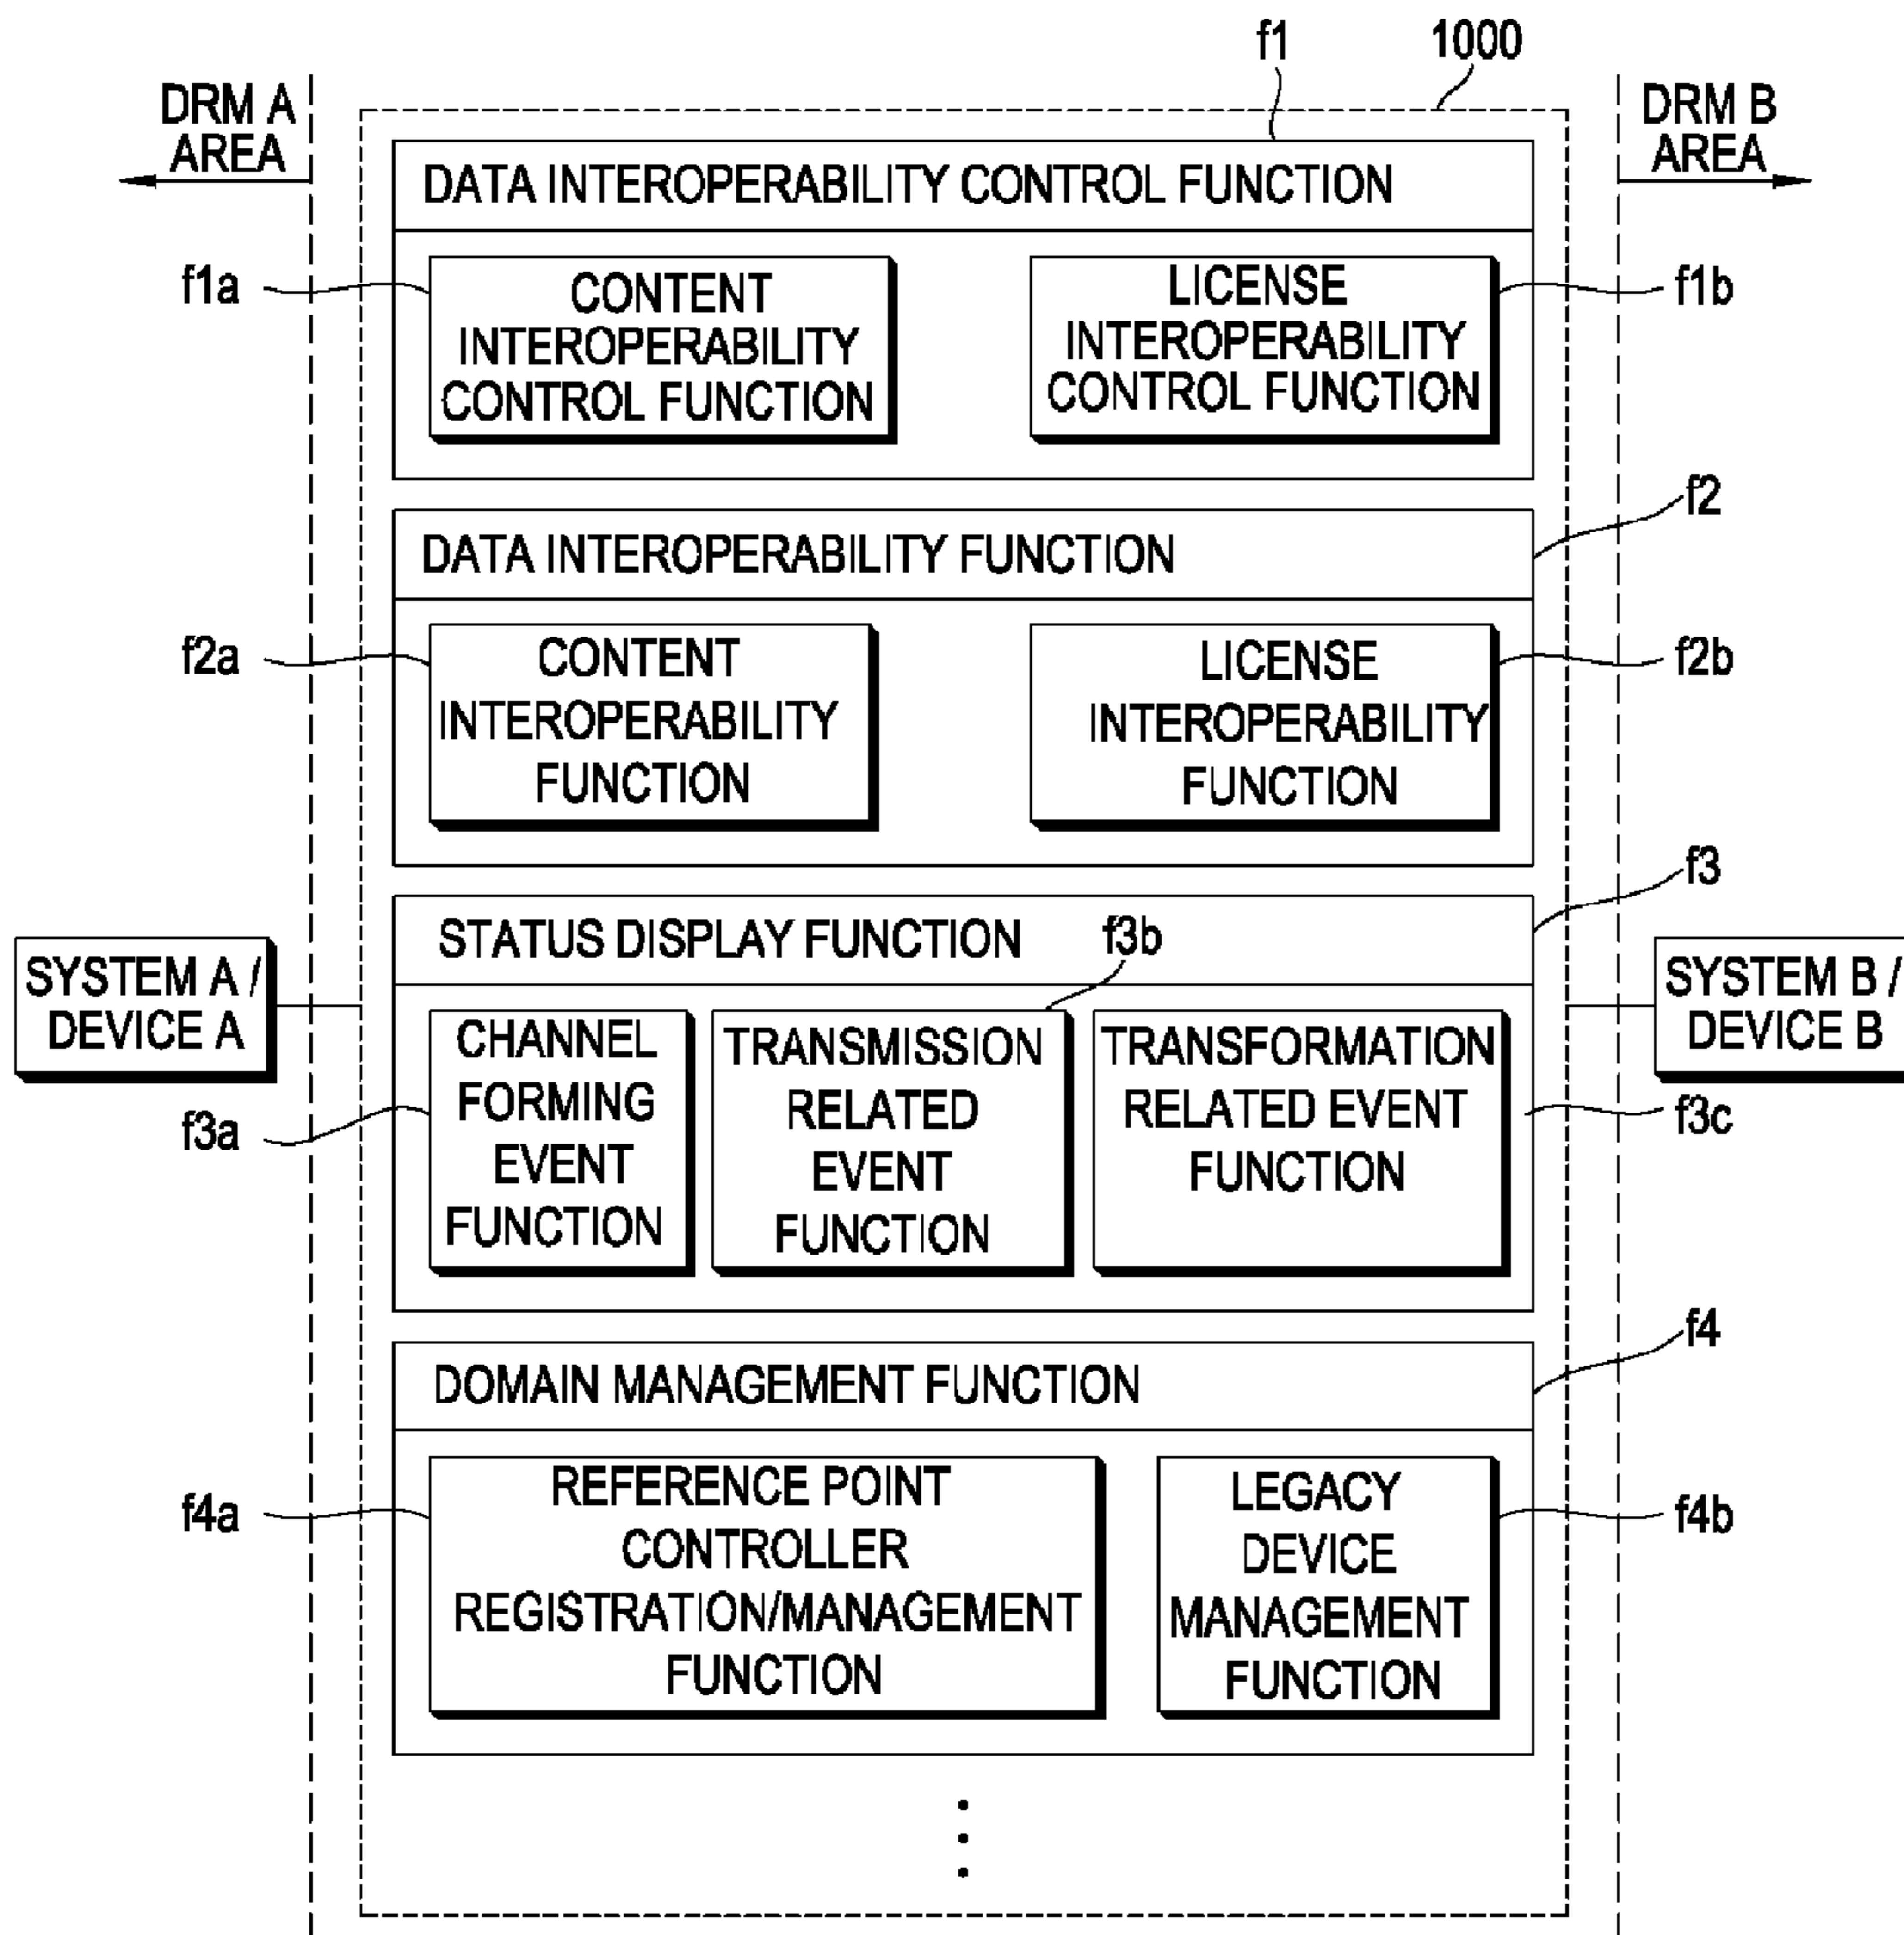 f1
1000
DRM A
AREA
DRM B
AREA
DATA INTEROPERABILITY CONTROL FUNCTION
f1a
CONTENT
INTEROPERABILITY
CONTROL FUNCTION
LICENSE
INTEROPERABILITY
CONTROL FUNCTION
f1b
f2
DATA INTEROPERABILITY FUNCTION
f2a
CONTENT
INTEROPERABILITY
FUNCTION
LICENSE
INTEROPERABILITY
FUNCTION
f2b
f3
STATUS DISPLAY FUNCTION
f3b
SYSTEM A /
DEVICE A
SYSTEM B /
DEVICE B
f3a
CHANNEL
FORMING
EVENT
FUNCTION
TRANSMISSION
RELATED
EVENT
FUNCTION
TRANSFORMATION
RELATED EVENT
FUNCTION
f3c
f4
DOMAIN MANAGEMENT FUNCTION
f4a
REFERENCE POINT
CONTROLLER
REGISTRATION/MANAGEMENT
FUNCTION
LEGACY
DEVICE
MANAGEMENT
FUNCTION
f4b